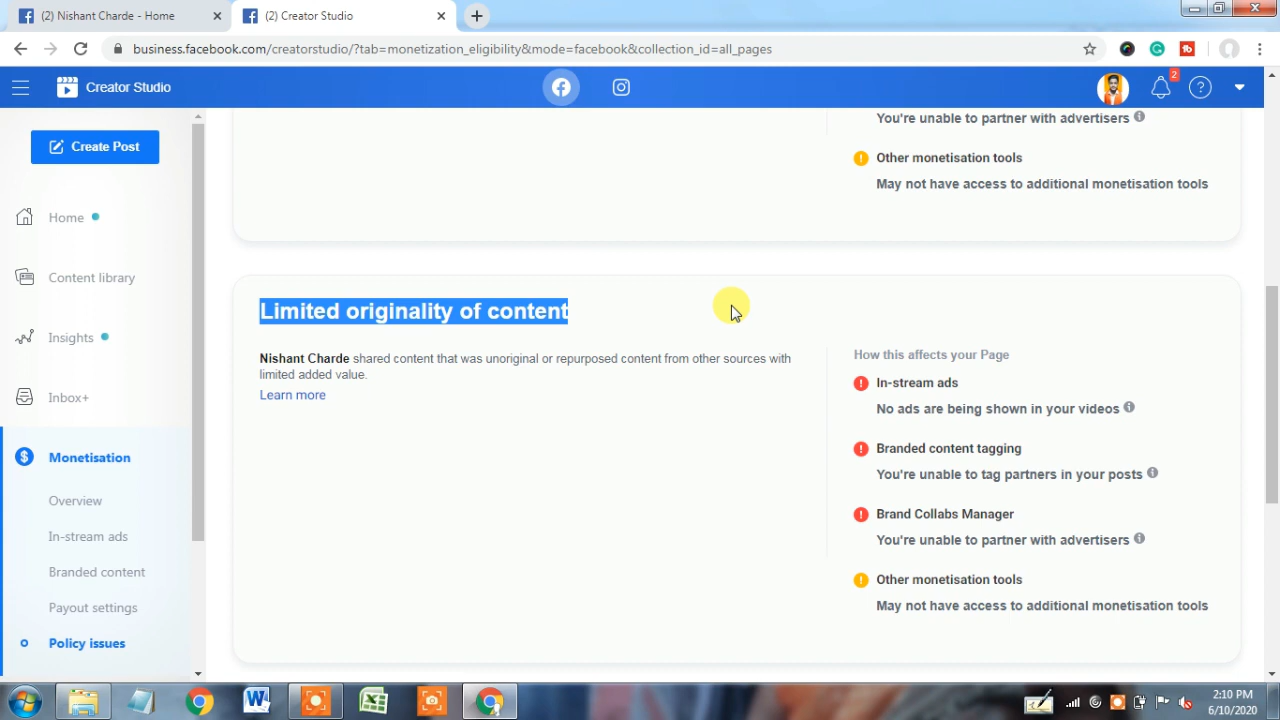 (2) Nishant Charde - Home
(2) Creator Studio
business.facebook.com/creatorstudio/?tab=monetization_eligibility&mode=facebook&collection_id=all_pages
Creator Studio
2
Create Post
Home
Content library
Insights
Inbox+
Monetisation
Overview
In-stream ads
Branded content
Payout settings
Policy issues
You're unable to partner with advertisers
Other monetisation tools
May not have access to additional monetisation tools
Limited originality of content
Nishant Charde shared content that was unoriginal or repurposed content from other sources with
limited added value.
Learn more
How this affects your Page
In-stream ads
No ads are being shown in your videos
Branded content tagging
You're unable to tag partners in your posts
Brand Collabs Manager
You're unable to partner with advertisers
Other monetisation tools
May not have access to additional monetisation tools
2:10 PM
6/10/2020